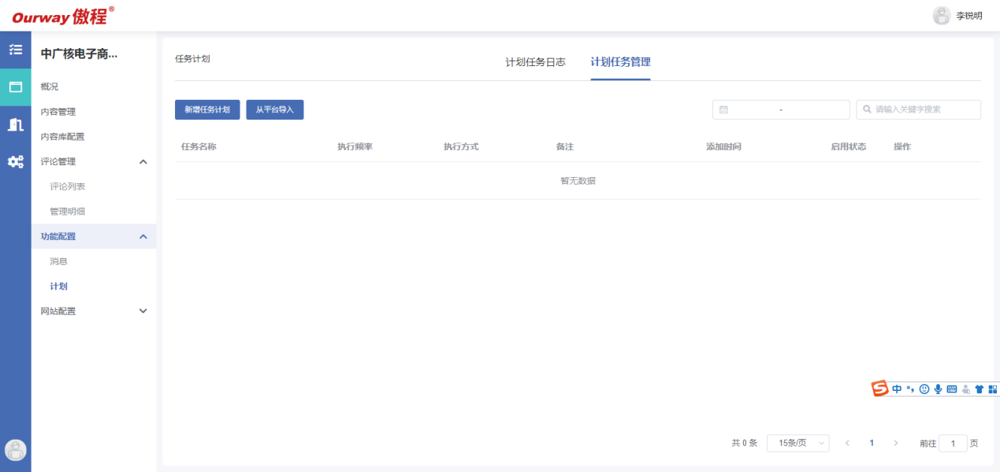 Ourway 傲程®
李锐明
中广核电子商...
概况
内容管理
内容库配置
评论管理
评论列表
管理明细
功能配置
消息
计划
网站配置
任务计划
计划任务日志 计划任务管理
新增任务计划 从平台导入 - 请输入关键字搜索
任务名称 执行频率 执行方式 备注 添加时间 启用状态 操作
暂无数据
S 中
共 0 条 15条/页 1 前往 1 页